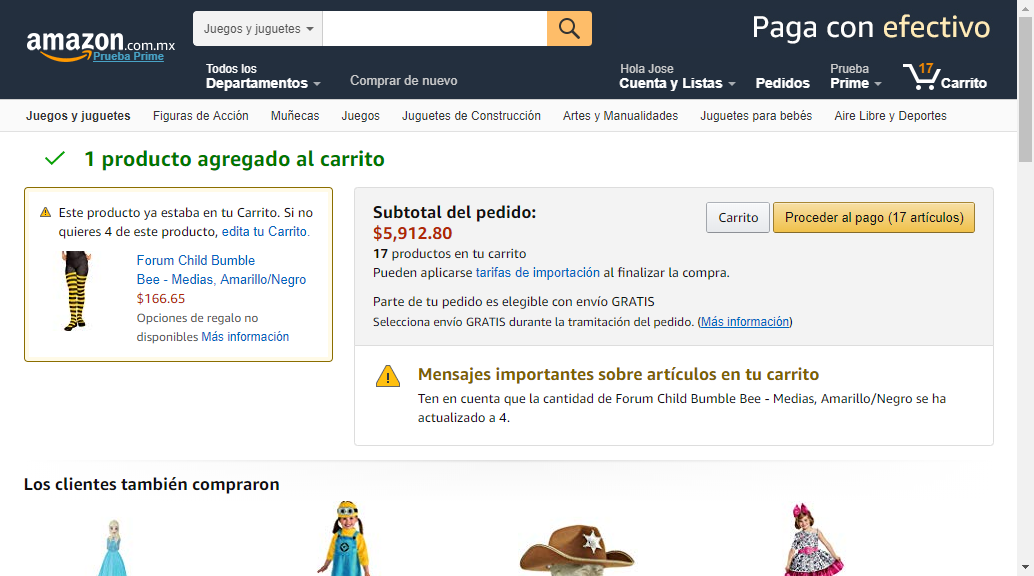 amazon.com.mx
Prueba Prime
Juegos y juguetes
Paga con efectivo
Todos los
Departamentos
Comprar de nuevo
Hola Jose
Cuenta y Listas
Pedidos
Prueba
Prime
17
Carrito
Juegos y juguetes Figuras de Acción Muñecas Juegos Juguetes de Construcción Artes y Manualidades Juguetes para bebés Aire Libre y Deportes
1 producto agregado al carrito
Este producto ya estaba en tu Carrito. Si no
quieres 4 de este producto, edita tu Carrito.
Forum Child Bumble
Bee - Medias, Amarillo/Negro
$166.65
Opciones de regalo no
disponibles Más información
Subtotal del pedido:
$5,912.80
17 productos en tu carrito
Pueden aplicarse tarifas de importación al finalizar la compra.
Parte de tu pedido es elegible con envío GRATIS
Selecciona envío GRATIS durante la tramitación del pedido. (Más información)
Carrito
Proceder al pago (17 artículos)
Mensajes importantes sobre artículos en tu carrito
Ten en cuenta que la cantidad de Forum Child Bumble Bee - Medias, Amarillo/Negro se ha
actualizado a 4.
Los clientes también compraron